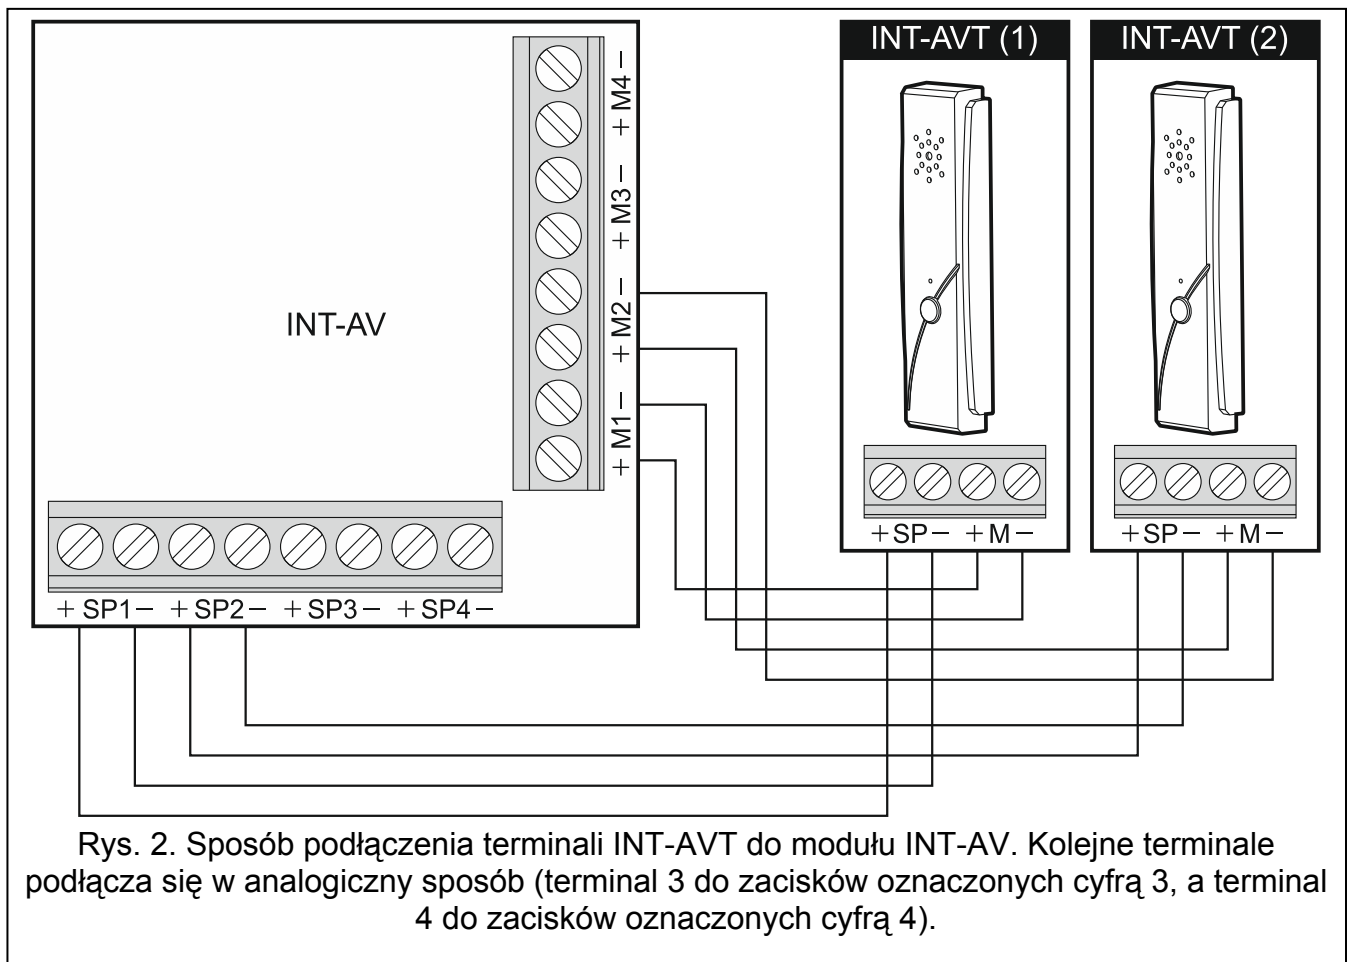 INT-AVT (1)
INT-AVT (2)
− M4 +
− M3 +
− M2 +
− M1 +
INT-AV
+ SP − + M −
+ SP − + M −
+ SP1 − + SP2 − + SP3 − + SP4 −
Rys. 2. Sposób podłączenia terminali INT-AVT do modułu INT-AV. Kolejne terminale
podłącza się w analogiczny sposób (terminal 3 do zacisków oznaczonych cyfrą 3, a terminal
4 do zacisków oznaczonych cyfrą 4).